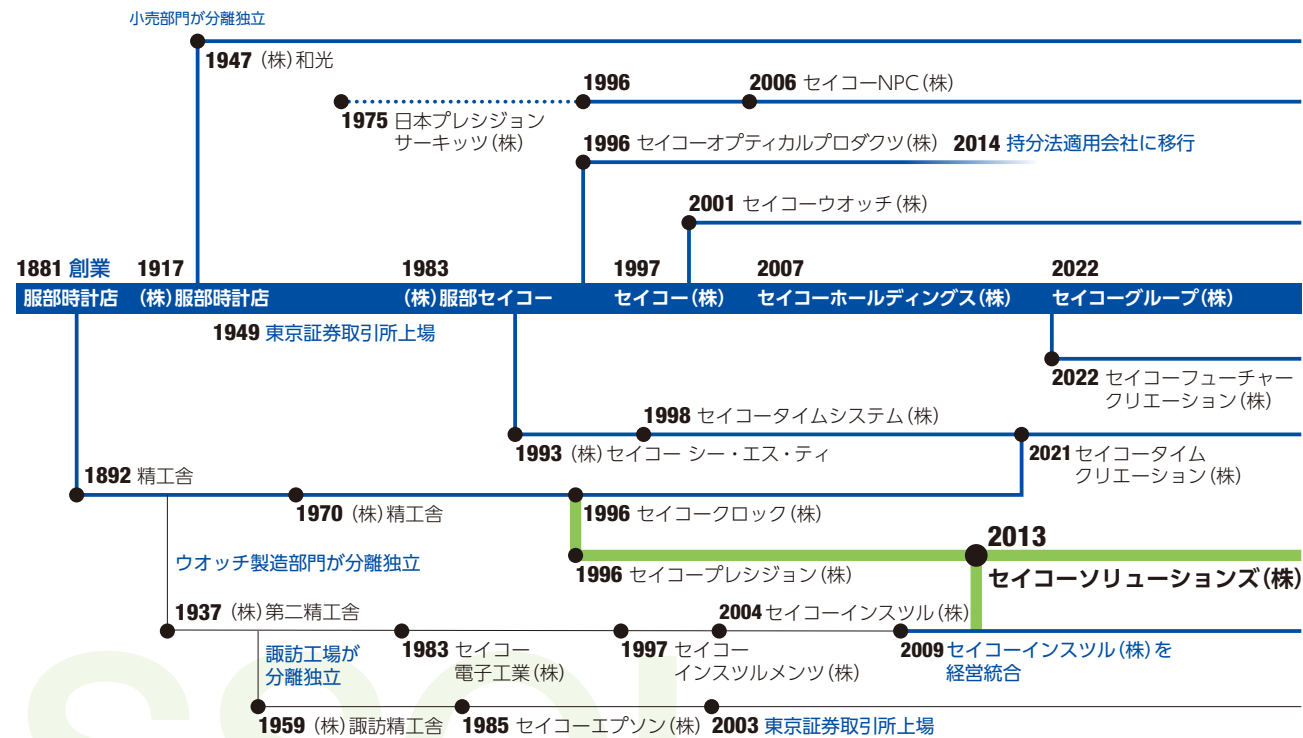 小売部門が分離独立
1947 (株)和光
1996
2006 セイコーNPC(株)
1975 日本プレシジョン
サーキッツ(株)
1996 セイコーオプティカルプロダクツ(株)
2014 持分法適用会社に移行
2001 セイコーウオッチ(株)
1881 創業
1917
1983
1997
2007
2022
服部時計店
(株)服部時計店
(株)服部セイコー
セイコー(株)
セイコーホールディングス(株)
セイコーグループ(株)
1949 東京証券取引所上場
2022 セイコーフューチャー
クリエーション(株)
1998 セイコータイムシステム(株)
1993 (株)セイコー シー・エス・ティ
2021 セイコータイム
クリエーション(株)
1892 精工舎
1970 (株)精工舎
1996 セイコークロック(株)
2013
セイコーソリューションズ(株)
ウオッチ製造部門が分離独立
1996 セイコープレシジョン(株)
1937 (株)第二精工舎
2004 セイコーインスツル(株)
諏訪工場が
分離独立
1983 セイコー
電子工業(株)
1997 セイコー
インスツルメンツ(株)
2009 セイコーインスツル(株)を
経営統合
1959 (株)諏訪精工舎
1985 セイコーエプソン(株)
2003 東京証券取引所上場